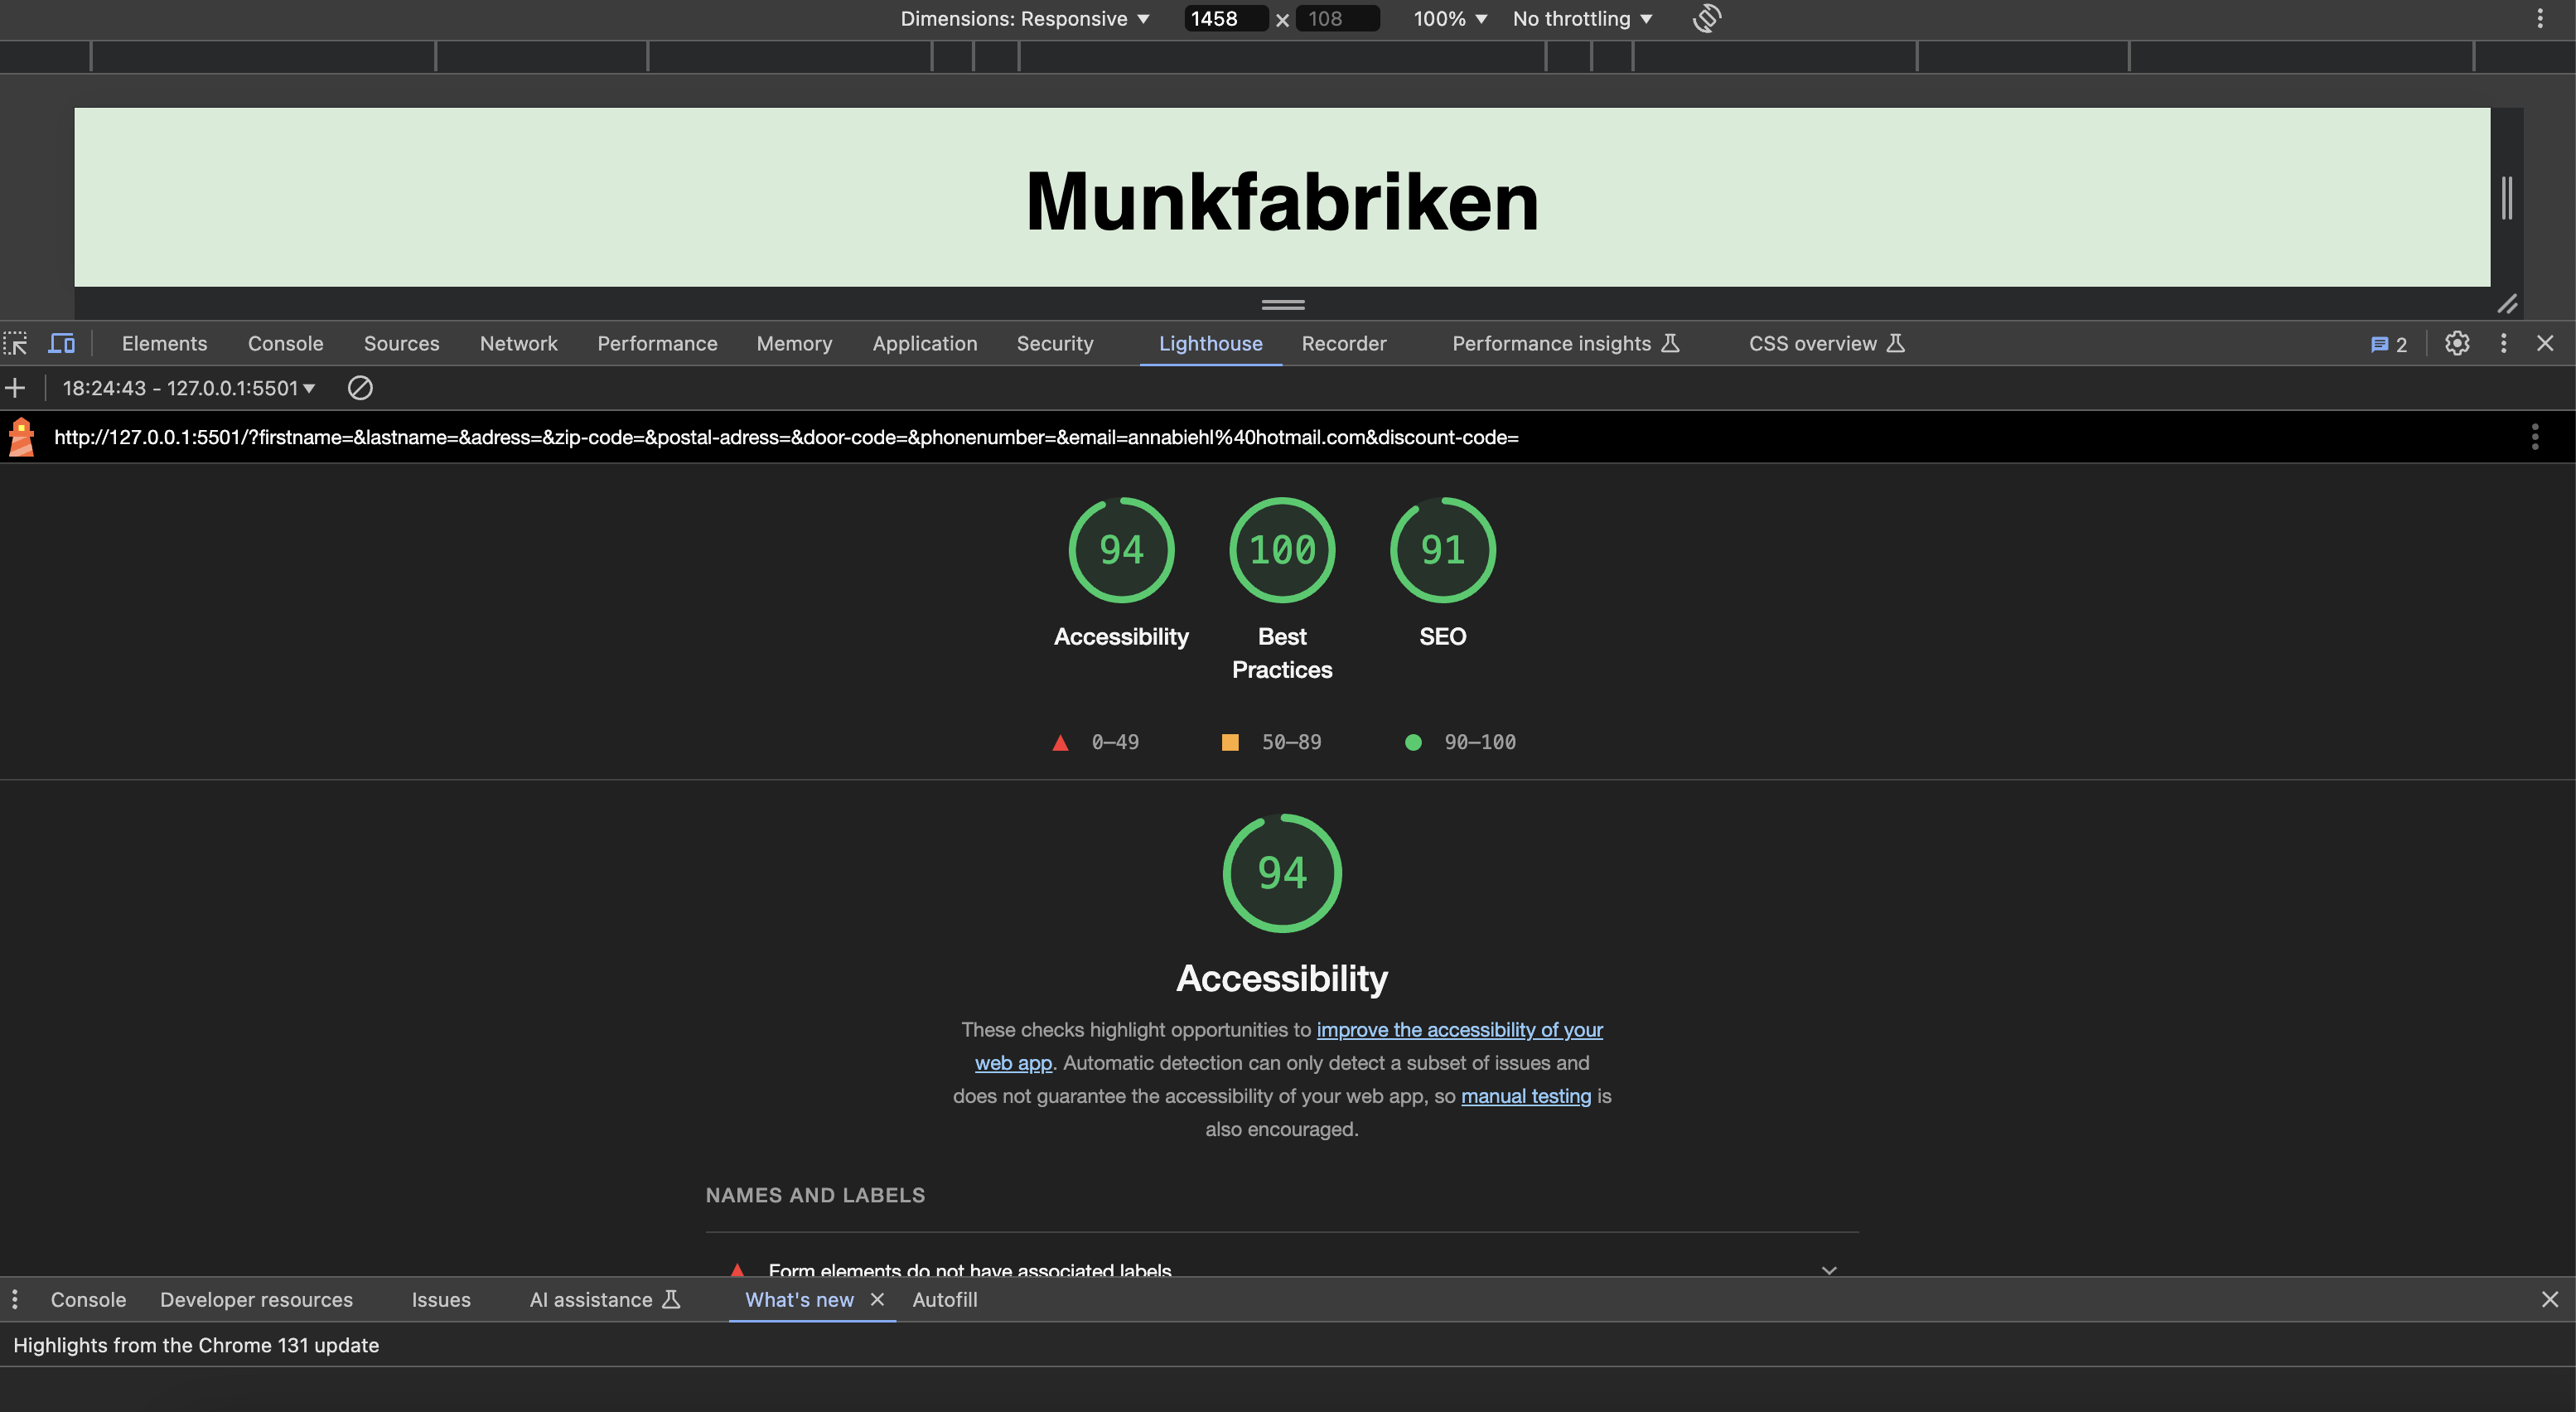 Dimensions: Responsive ▼ 1458 × 108 100% ▼ No throttling ▼
Munkfabriken
Elements Console Sources Network Performance Memory Application Security Lighthouse Recorder Performance insights CSS overview 2
18:24:43 - 127.0.0.1:5501▼
http://127.0.0.1:5501/?firstname=&lastname=&adress=&zip-code=&postal-adress=&door-code=&phonenumber=&email=annabiehl%40hotmail.com&discount-code=
94 100 91
Accessibility Best Practices SEO
0–49 50–89 90–100
94
Accessibility
These checks highlight opportunities to improve the accessibility of your
web app. Automatic detection can only detect a subset of issues and
does not guarantee the accessibility of your web app, so manual testing is
also encouraged.
NAMES AND LABELS
Form elements do not have associated labels
Console Developer resources Issues AI assistance What's new Autofill
Highlights from the Chrome 131 update